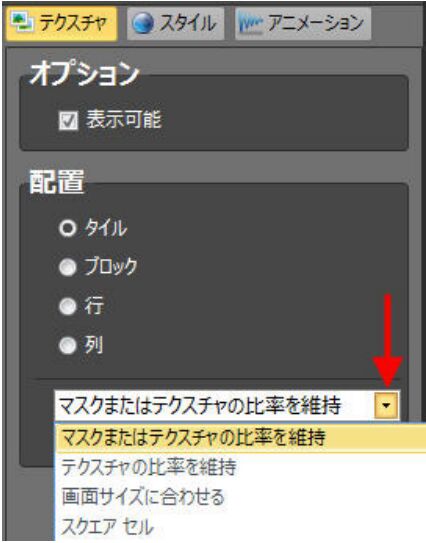 テクスチャ スタイル アニメーション
オプション
表示可能
配置
タイル
ブロック
行
列
マスクまたはテクスチャの比率を維持
マスクまたはテクスチャの比率を維持
テクスチャの比率を維持
画面サイズに合わせる
スクエア セル